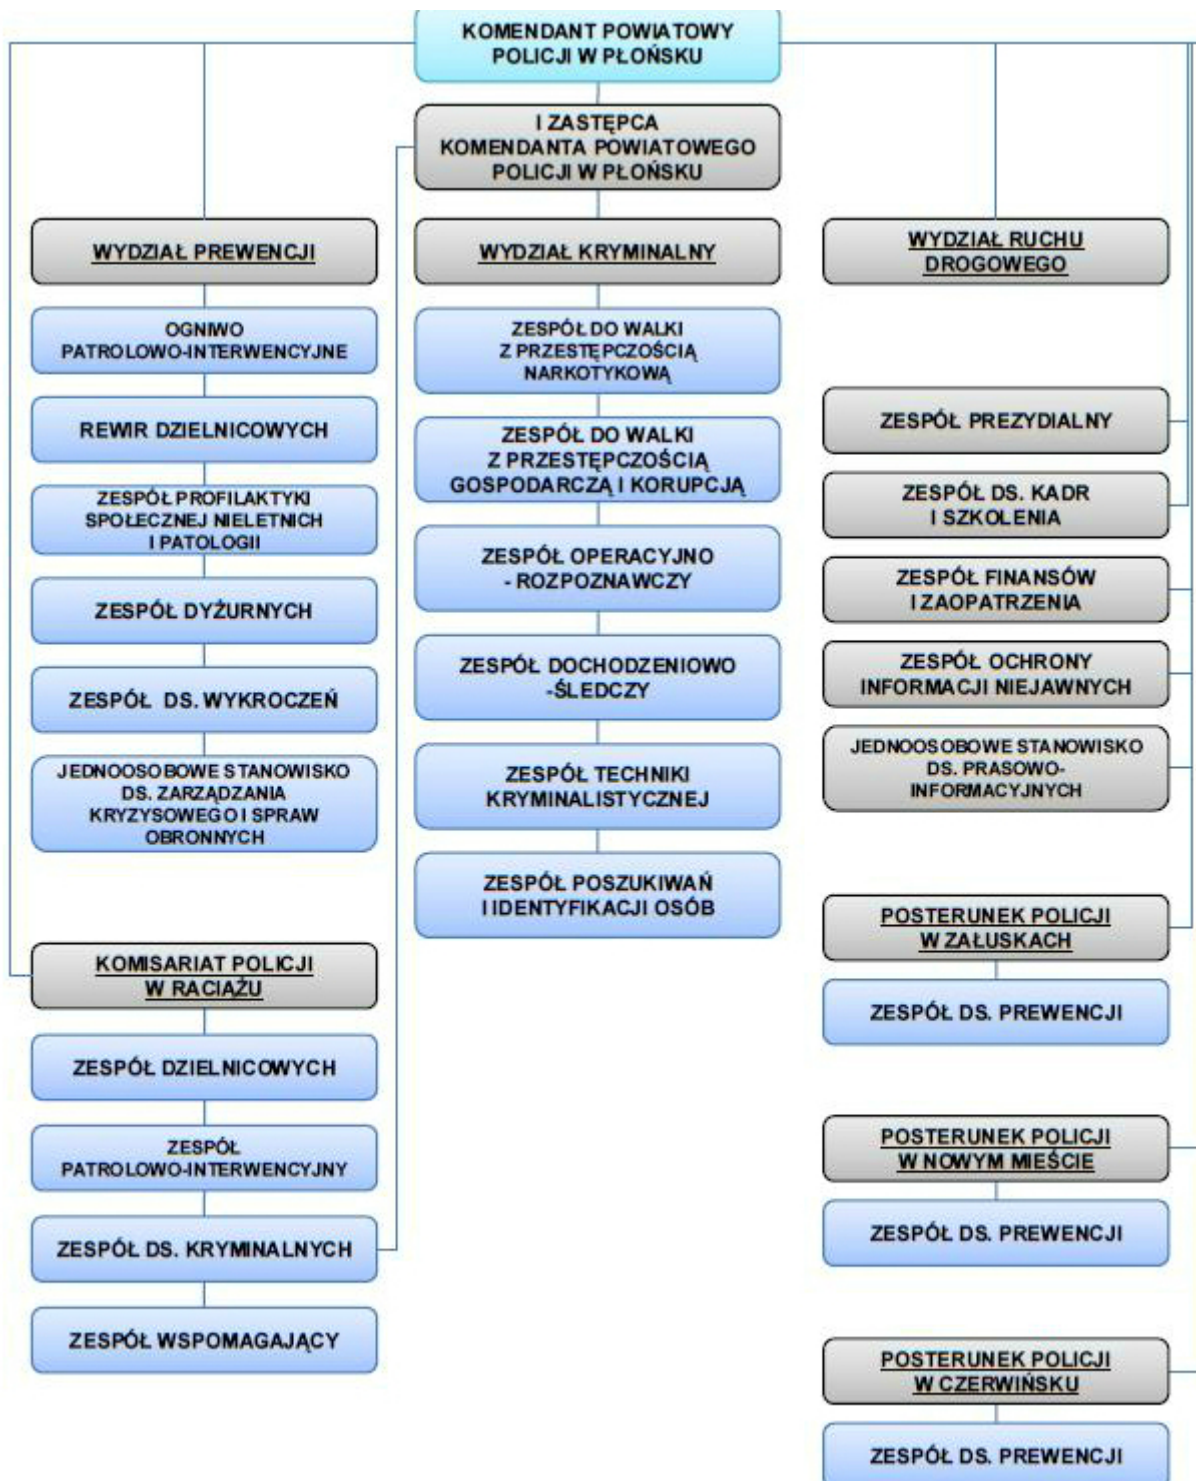 KOMENDANT POWIATOWY
POLICJI W PŁOŃSKU
I ZASTĘPCA
KOMENDANTA POWIATOWEGO
POLICJI W PŁOŃSKU
WYDZIAŁ PREWENCJI
OGNIWO
PATROLOWO-INTERWENCYJNE
REWIR DZIELNICOWYCH
ZESPÓŁ PROFILAKTYKI
SPOŁECZNEJ NIELETNICH
I PATOLOGII
ZESPÓŁ DYŻURNYCH
ZESPÓŁ DS. WYKROCZEŃ
JEDNOOSOBOWE STANOWISKO
DS. ZARZĄDZANIA
KRYZYSOWEGO I SPRAW
OBRONNYCH
KOMISARIAT POLICJI
W RACIĄŻU
ZESPÓŁ DZIELNICOWYCH
ZESPÓŁ
PATROLOWO-INTERWENCYJNY
ZESPÓŁ DS. KRYMINALNYCH
ZESPÓŁ WSPOMAGAJĄCY
WYDZIAŁ KRYMINALNY
ZESPÓŁ DO WALKI
Z PRZESTĘPCZOŚCIĄ
NARKOTYKOWĄ
ZESPÓŁ DO WALKI
Z PRZESTĘPCZOŚCIĄ
GOSPODARCZĄ I KORUPCJĄ
ZESPÓŁ OPERACYJNO
- ROZPOZNAWCZY
ZESPÓŁ DOCHODZENIOWO
-ŚLEDCZY
ZESPÓŁ TECHNIKI
KRYMINALISTYCZNEJ
ZESPÓŁ POSZUKIWAŃ
I IDENTYFIKACJI OSÓB
WYDZIAŁ RUCHU
DROGOWEGO
ZESPÓŁ PREZYDIALNY
ZESPÓŁ DS. KADR
I SZKOLENIA
ZESPÓŁ FINANSÓW
I ZAOPATRZENIA
ZESPÓŁ OCHRONY
INFORMACJI NIEJAWNYCH
JEDNOOSOBOWE STANOWISKO
DS. PRASOWO-
INFORMACYJNYCH
POSTERUNEK POLICJI
W ZAŁUSKACH
ZESPÓŁ DS. PREWENCJI
POSTERUNEK POLICJI
W NOWYM MIEŚCIE
ZESPÓŁ DS. PREWENCJI
POSTERUNEK POLICJI
W CZERWIŃSKU
ZESPÓŁ DS. PREWENCJI